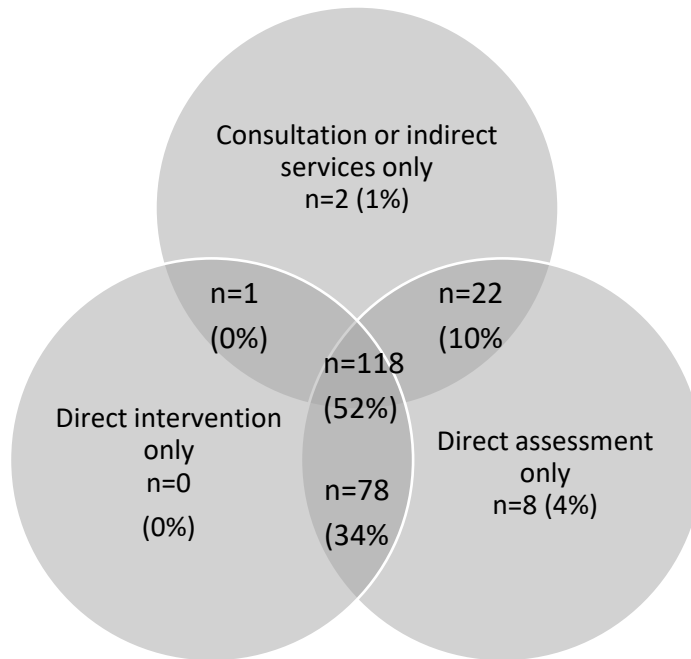 Consultation or indirect
services only
n=2 (1%)
n=1
(0%)
n=22
(10%
n=118
(52%)
Direct intervention
only
n=0
(0%)
Direct assessment
only
n=8 (4%)
n=78
(34%